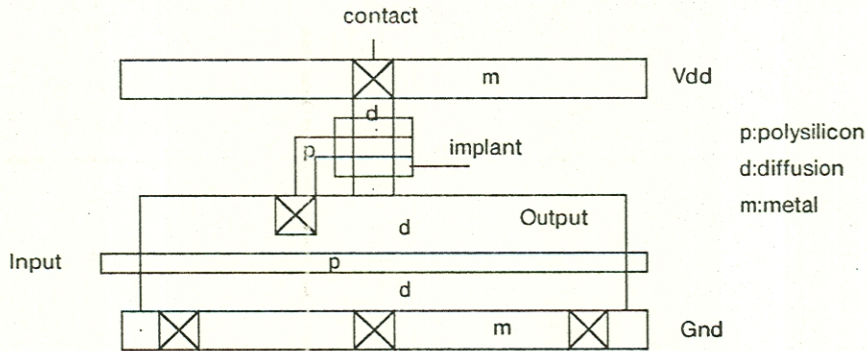 contact
m
Vdd
d
p
implant
p:polysilicon
d:diffusion
m:metal
Output
d
Input
p
d
m
Gnd